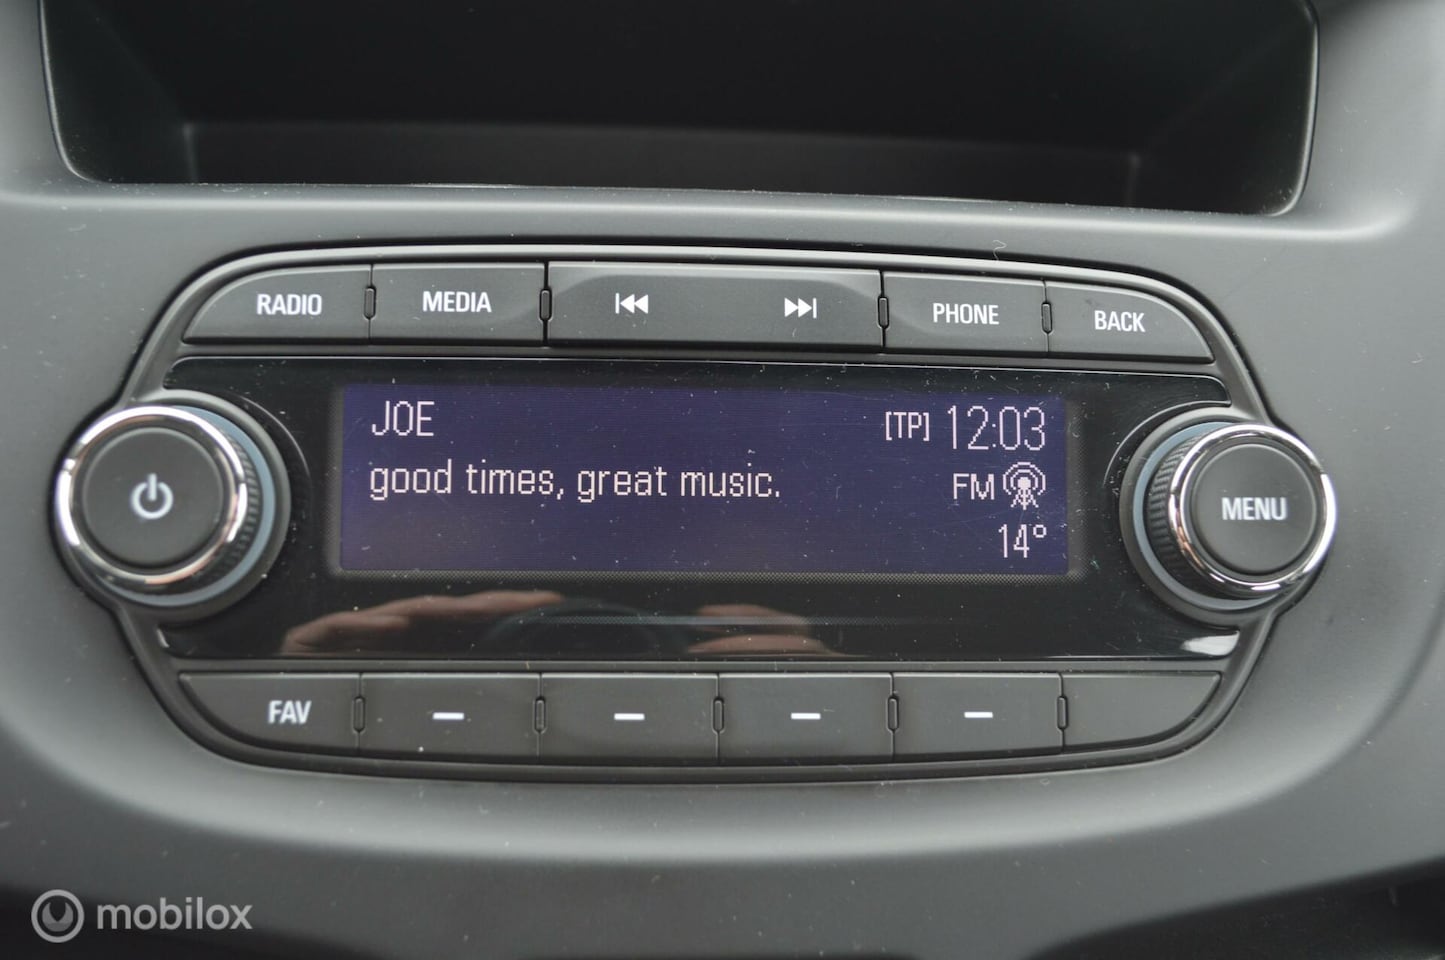 RADIO MEDIA PHONE BACK
JOE [TP] 12:03
good times, great music. FM
14°
MENU
FAV
mobilox